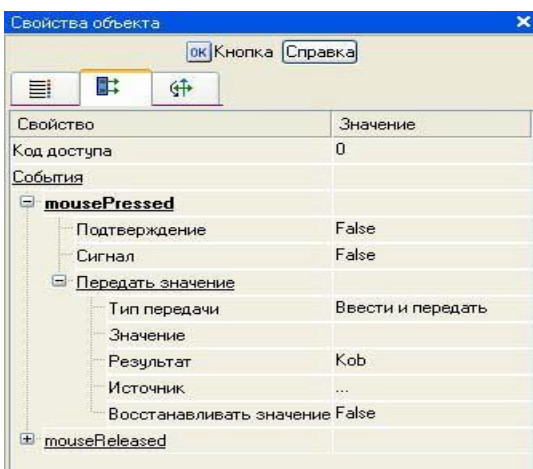 Свойства объекта
ок Кнопка Справка
Свойство Значение
Код доступа 0
События
mousePressed
Подтверждение False
Сигнал False
Передать значение
Тип передачи Ввести и передать
Значение
Результат Kob
Источник ...
Восстанавливать значение False
mouseReleased